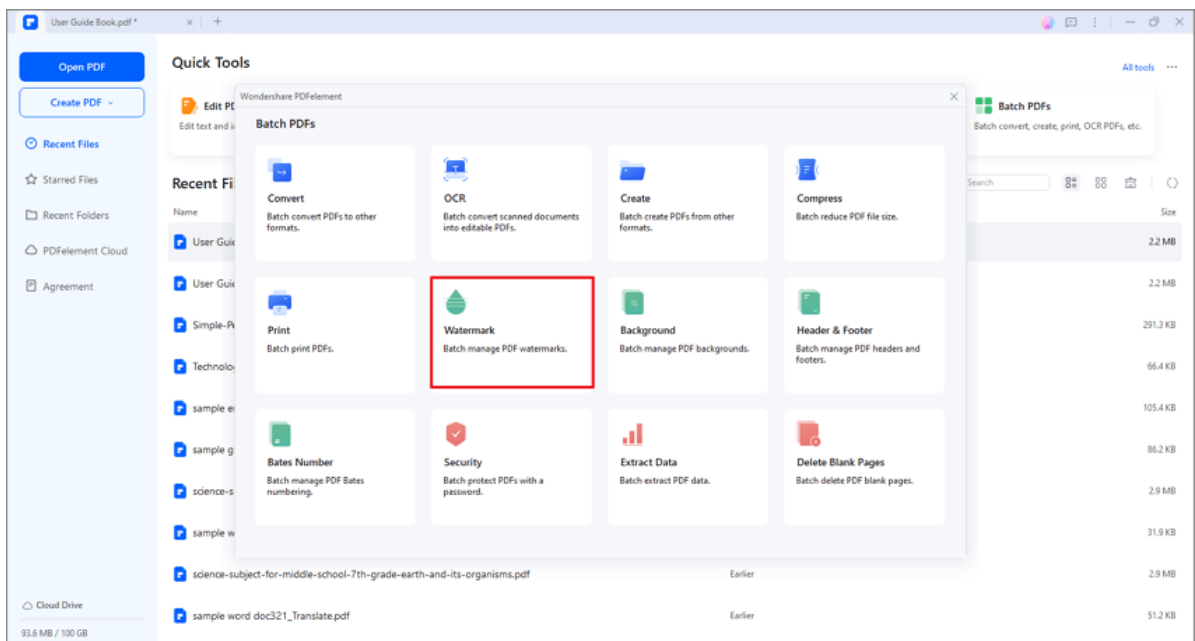 User Guide Book.pdf *
Open PDF
Create PDF
Recent Files
Starred Files
Recent Folders
PDFelement Cloud
Agreement
Cloud Drive
93.6 MB / 100 GB
Quick Tools
All tools
Edit
Edit text and
Batch PDFs
Batch convert, create, print, OCR PDFs, etc.
Recent
Search
Name
Size
User
2.2 MB
User
2.2 MB
291.3 KB
66.4 KB
sample
105.4 KB
sample
86.2 KB
2.9 MB
sample
31.9 KB
science-subject-for-middle-school-7th-grade-earth-and-its-organisms.pdf
Earlier
2.9 MB
sample word doc321_Translate.pdf
Earlier
51.2 KB
Wondershare PDFelement
Batch PDFs
Convert
Batch convert PDFs to other
formats.
OCR
Batch convert scanned documents
into editable PDFs.
Create
Batch create PDFs from other
formats.
Compress
Batch reduce PDF file size.
Print
Batch print PDFs.
Watermark
Batch manage PDF watermarks.
Background
Batch manage PDF backgrounds.
Header & Footer
Batch manage PDF headers and
footers.
Bates Number
Batch manage PDF Bates
numbering.
Security
Batch protect PDFs with a
password.
Extract Data
Batch extract PDF data.
Delete Blank Pages
Batch delete PDF blank pages.